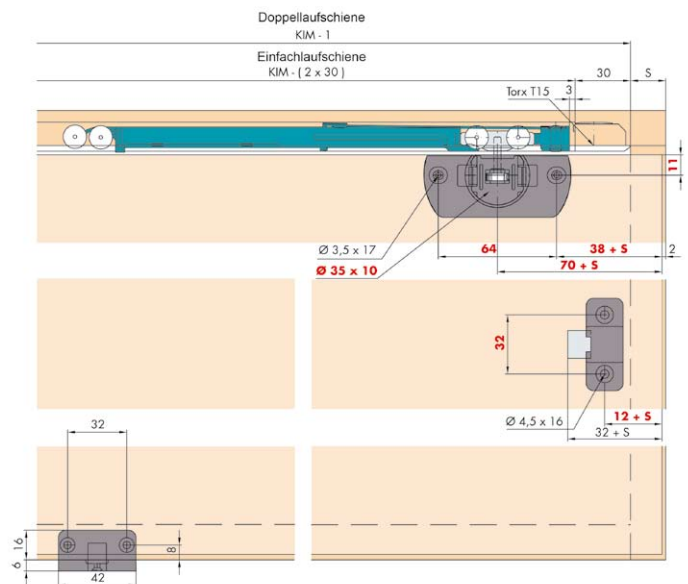 Doppellaufschiene
KIM - 1
Einfachlaufschiene
KIM - ( 2 x 30 )
30
S
3
Torx T15
11
Ø 3,5 x 17
64
38 + S
2
Ø 35 x 10
70 + S
32
Ø 4,5 x 16
12 + S
32 + S
32
16
8
6
42